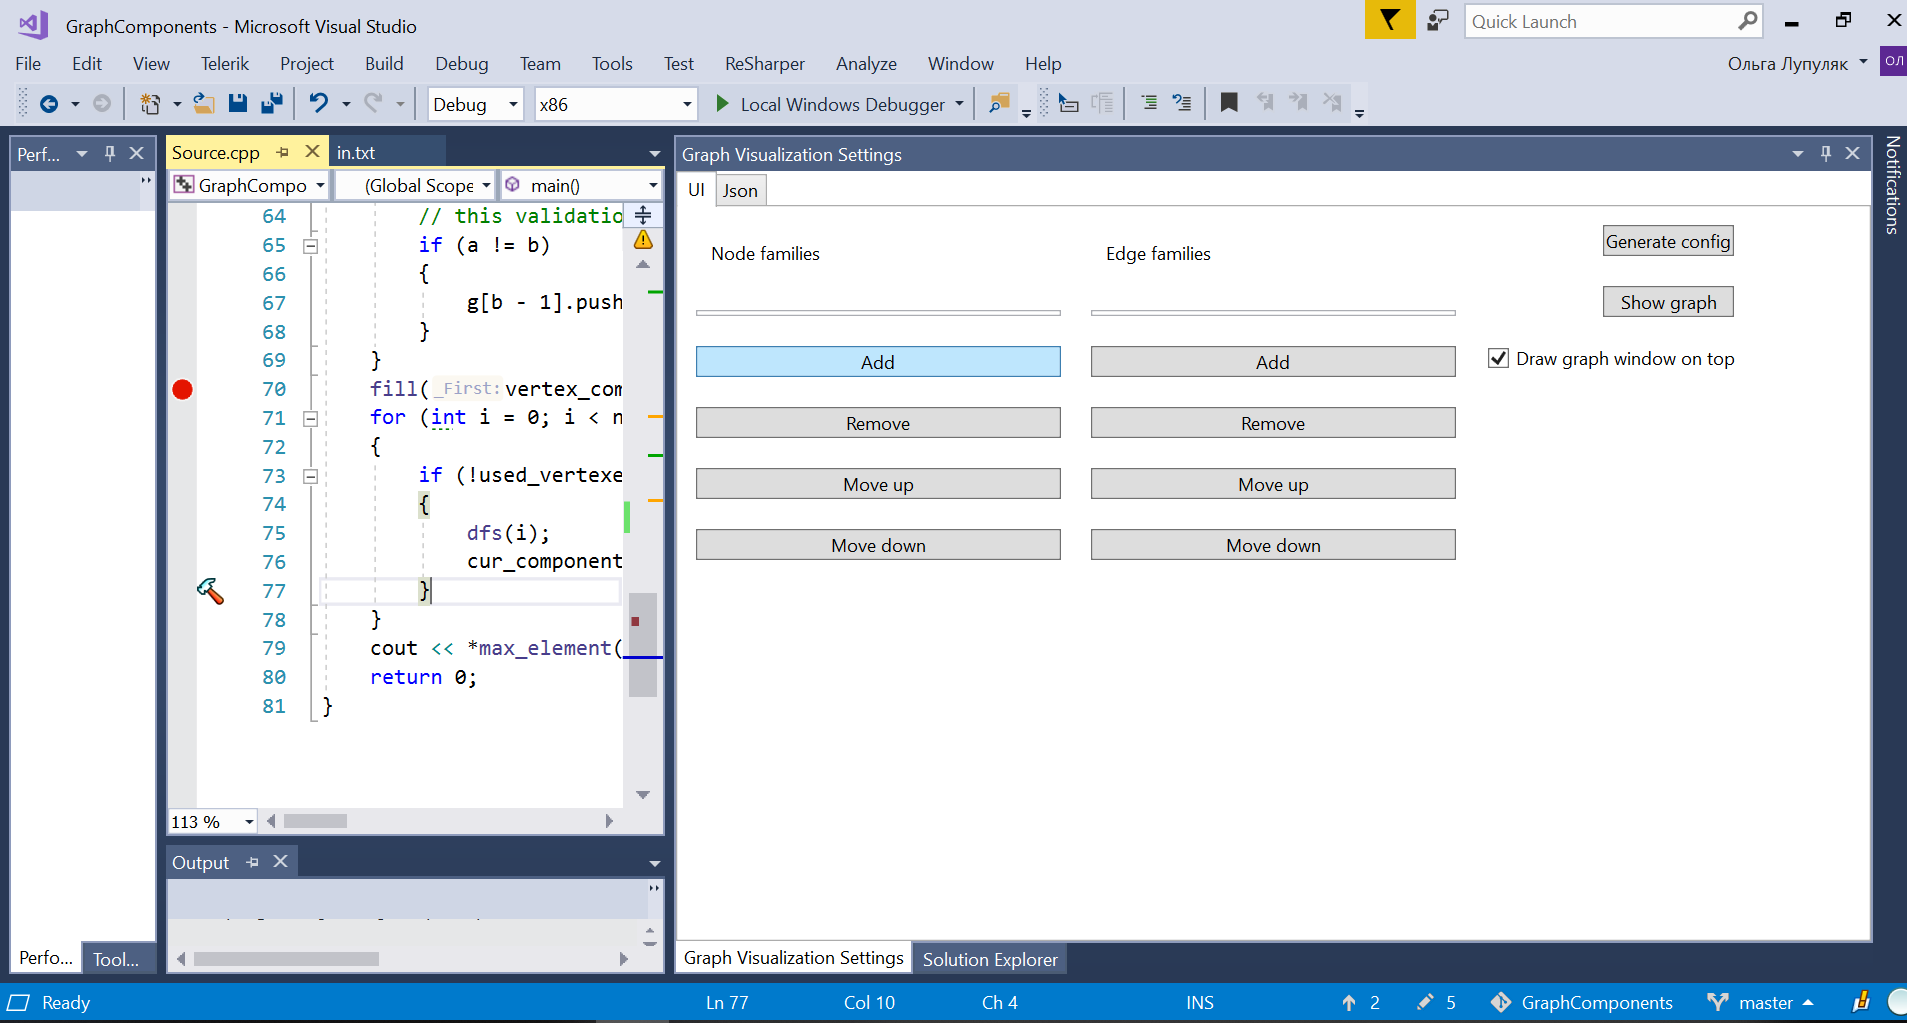 GraphComponents - Microsoft Visual Studio
Quick Launch
File Edit View Telerik Project Build Debug Team Tools Test ReSharper Analyze Window Help
Ольга Лупуляк
ОЛ
Debug x86 Local Windows Debugger
Perf...
Source.cpp in.txt
GraphCompo (Global Scope main()
64 // this validatio
65 if (a != b)
66 {
67 g[b - 1].push
68 }
69 }
70 fill(_First:vertex_com
71 for (int i = 0; i < n
72 {
73 if (!used_vertexe
74 {
75 dfs(i);
76 cur_component
77 }
78 }
79 cout << *max_element(
80 return 0;
81 }
113 %
Output
Perfo... Tool...
Graph Visualization Settings
UI Json
Node families Edge families
Generate config
Show graph
Add Add
Draw graph window on top
Remove Remove
Move up Move up
Move down Move down
Graph Visualization Settings Solution Explorer
Notifications
Ready Ln 77 Col 10 Ch 4 INS 2 5 GraphComponents master